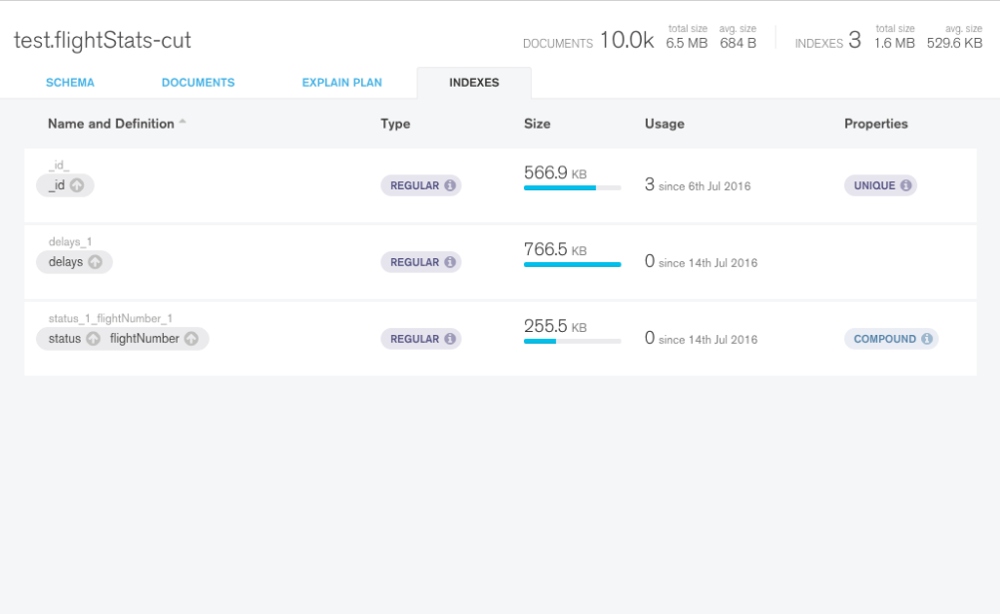 test.flightStats-cut
DOCUMENTS 10.0k total size 6.5 MB avg. size 684 B INDEXES 3 total size 1.6 MB avg. size 529.6 KB
SCHEMA DOCUMENTS EXPLAIN PLAN INDEXES
Name and Definition Type Size Usage Properties
_id_
_id REGULAR 566.9 KB 3 since 6th Jul 2016 UNIQUE
delays_1
delays REGULAR 766.5 KB 0 since 14th Jul 2016
status_1_flightNumber_1
status flightNumber REGULAR 255.5 KB 0 since 14th Jul 2016 COMPOUND